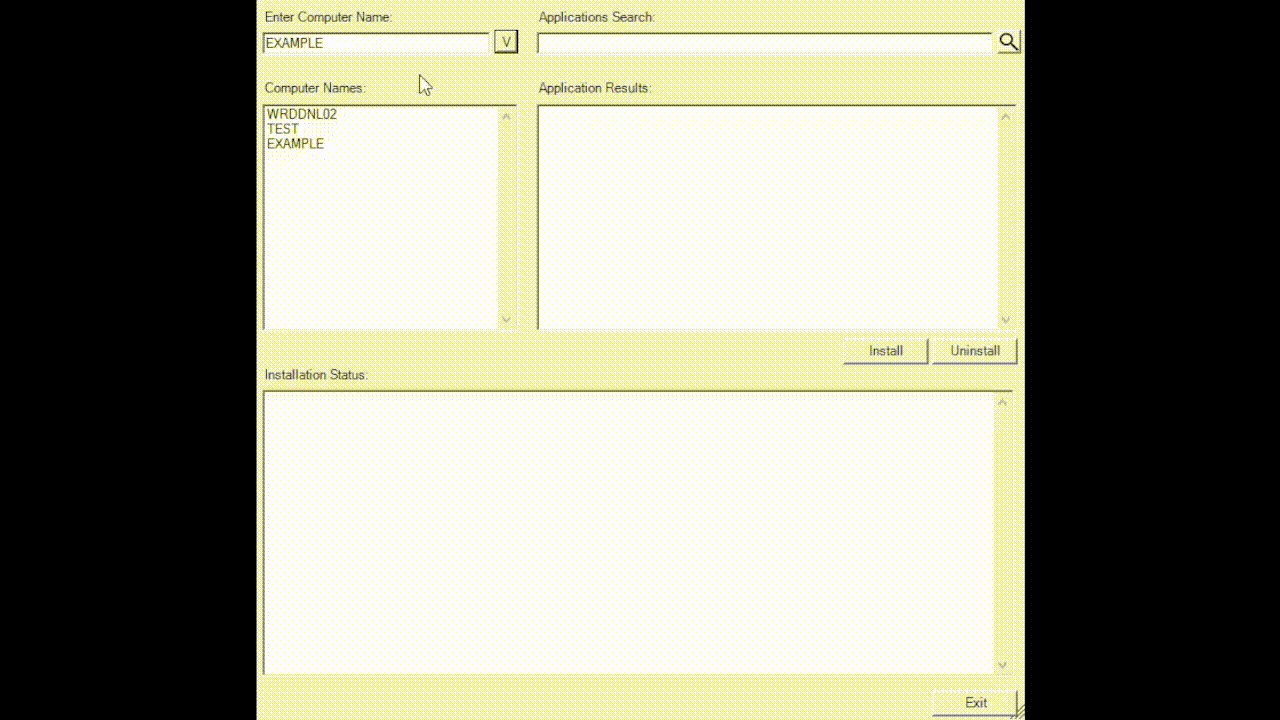 Enter Computer Name:
EXAMPLE
V
Applications Search:
Computer Names:
WRDDNL02
TEST
EXAMPLE
Application Results:
Install
Uninstall
Installation Status:
Exit